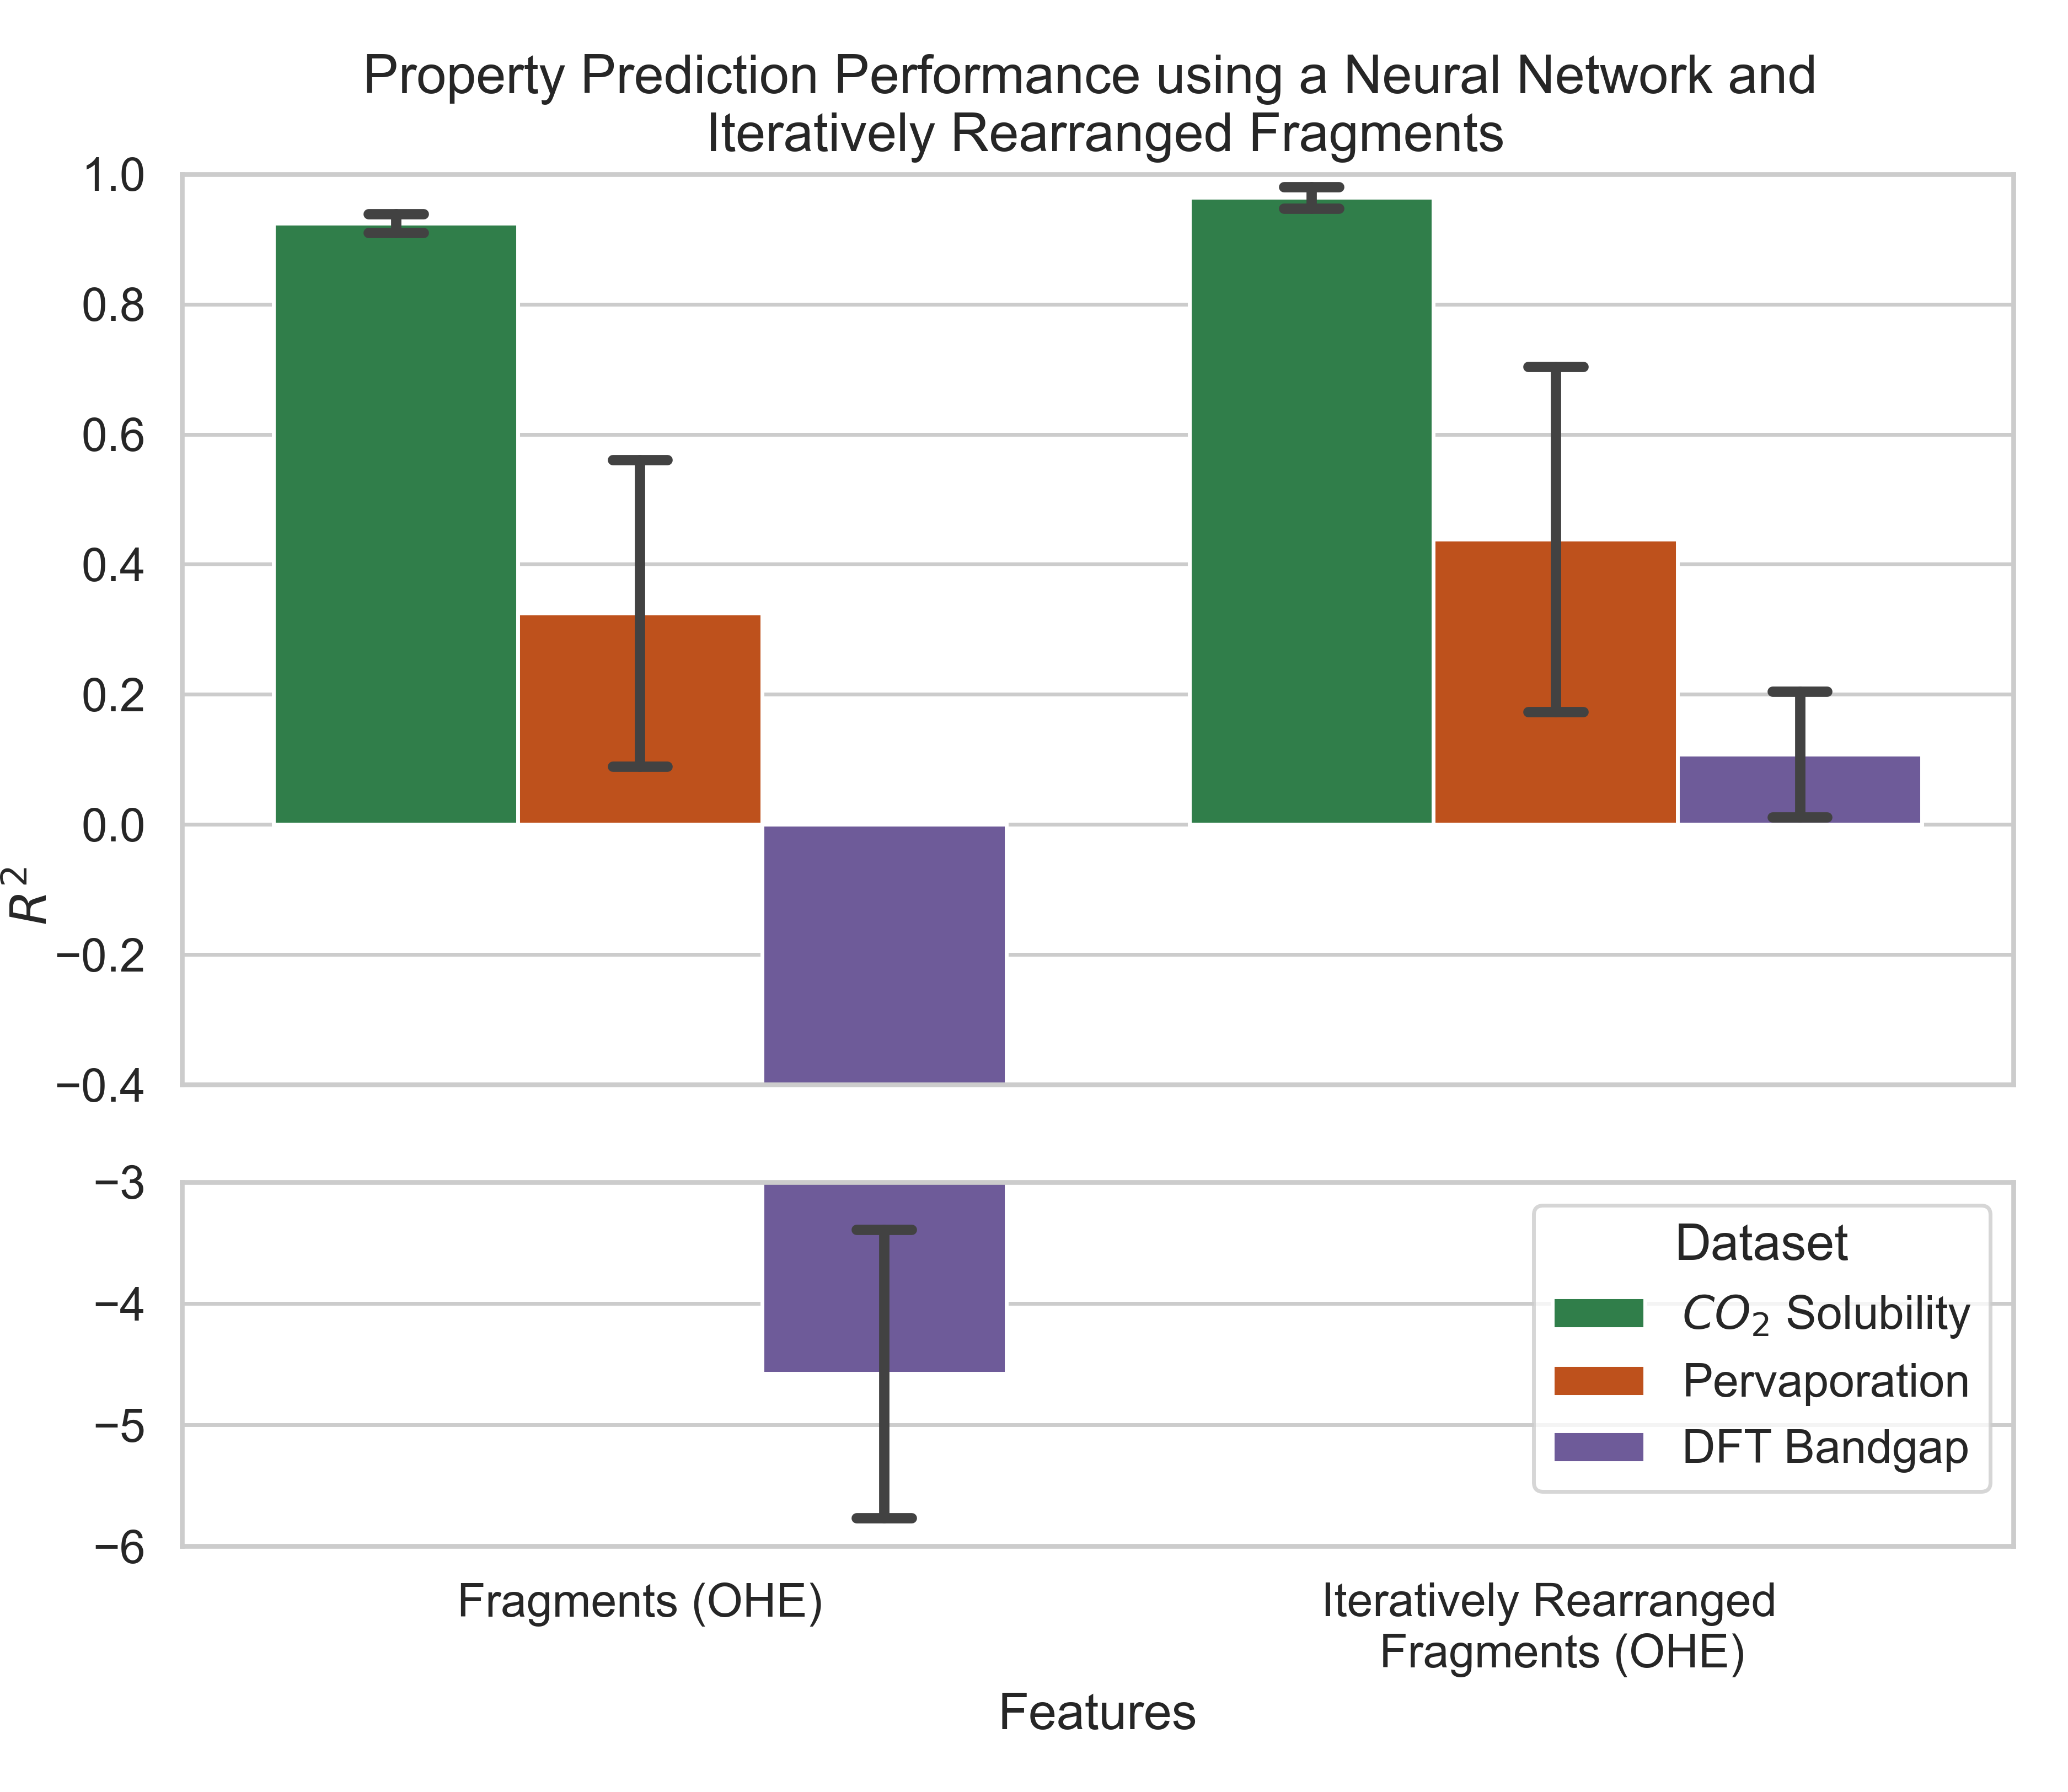 Property Prediction Performance using a Neural Network and
Iteratively Rearranged Fragments
1.0
0.8
0.6
0.4
0.2
0.0
−0.2
−0.4
R²
−3
−4
−5
−6
Dataset
CO₂ Solubility
Pervaporation
DFT Bandgap
Fragments (OHE)
Iteratively Rearranged
Fragments (OHE)
Features